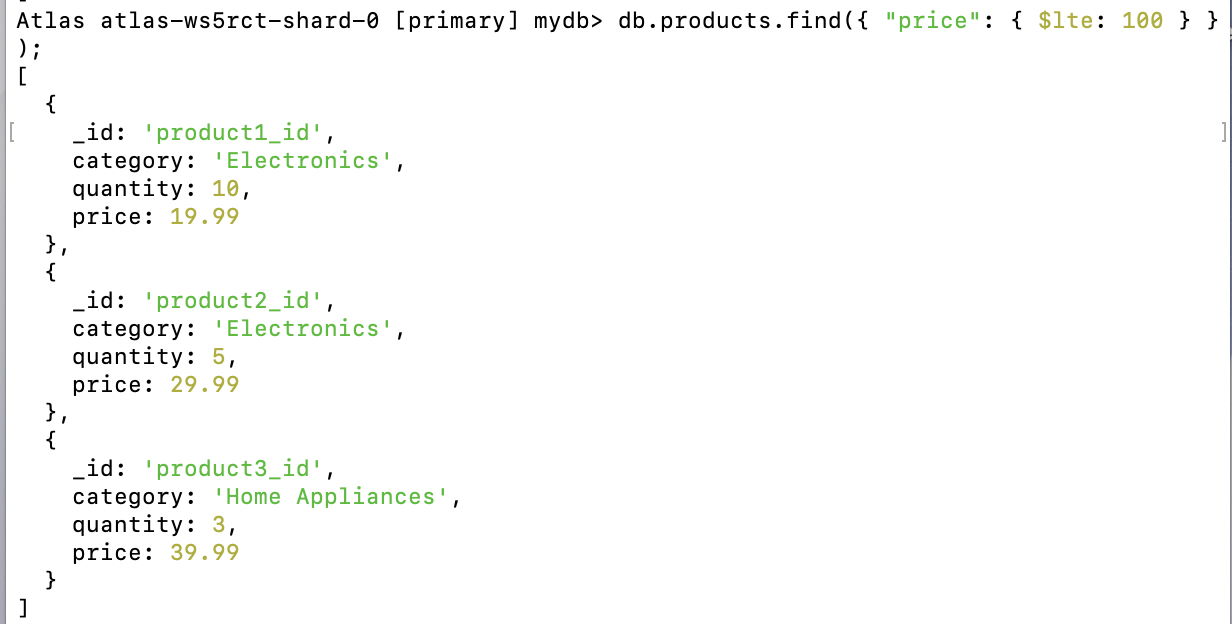 Atlas atlas-ws5rct-shard-0 [primary] mydb> db.products.find({ "price": { $lte: 100 } }
);
[
  {
    _id: 'product1_id',
    category: 'Electronics',
    quantity: 10,
    price: 19.99
  },
  {
    _id: 'product2_id',
    category: 'Electronics',
    quantity: 5,
    price: 29.99
  },
  {
    _id: 'product3_id',
    category: 'Home Appliances',
    quantity: 3,
    price: 39.99
  }
]